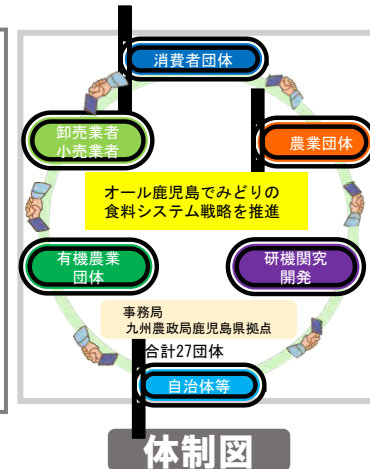 消費者団体
卸売業者
小売業者
農業団体
オール鹿児島でみどりの
食料システム戦略を推進
有機農業
団体
研機関究
開発
事務局
九州農政局鹿児島県拠点
合計27団体
自治体等
体制図